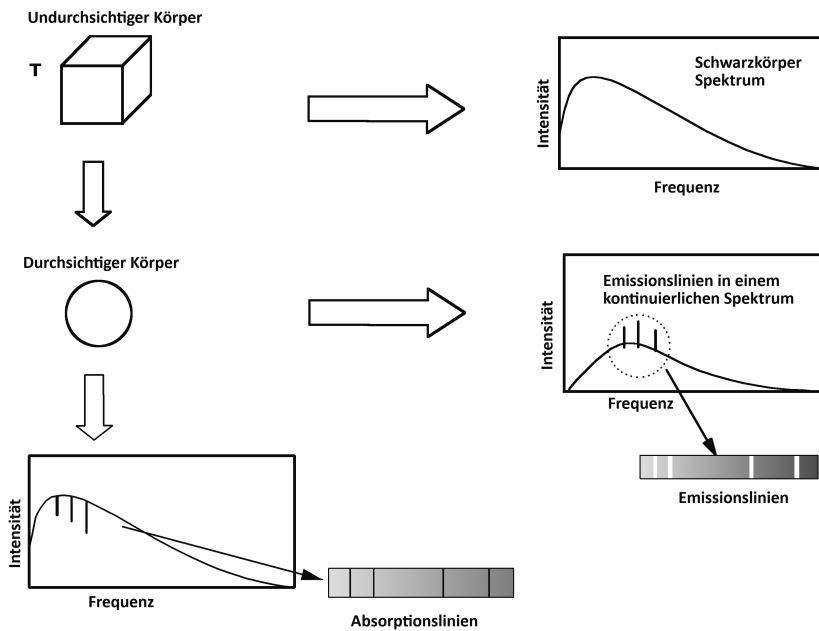 Undurchsichtiger Körper
T
Schwarzkörper
Spektrum
Intensität
Frequenz
Durchsichtiger Körper
Emissionslinien in einem
kontinuierlichen Spektrum
Intensität
Frequenz
Emissionslinien
Intensität
Frequenz
Absorptionslinien